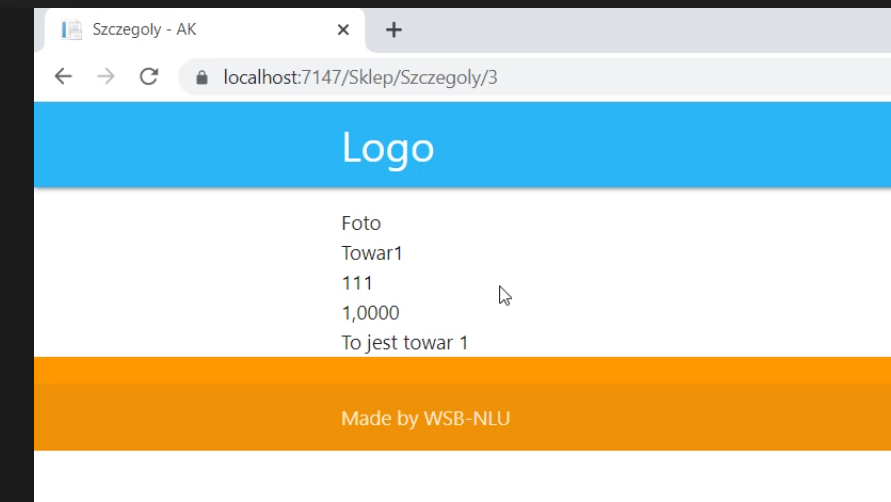 Szczegoly - AK
localhost:7147/Sklep/Szczegoly/3
Logo
Foto
Towar1
111
1,0000
To jest towar 1
Made by WSB-NLU